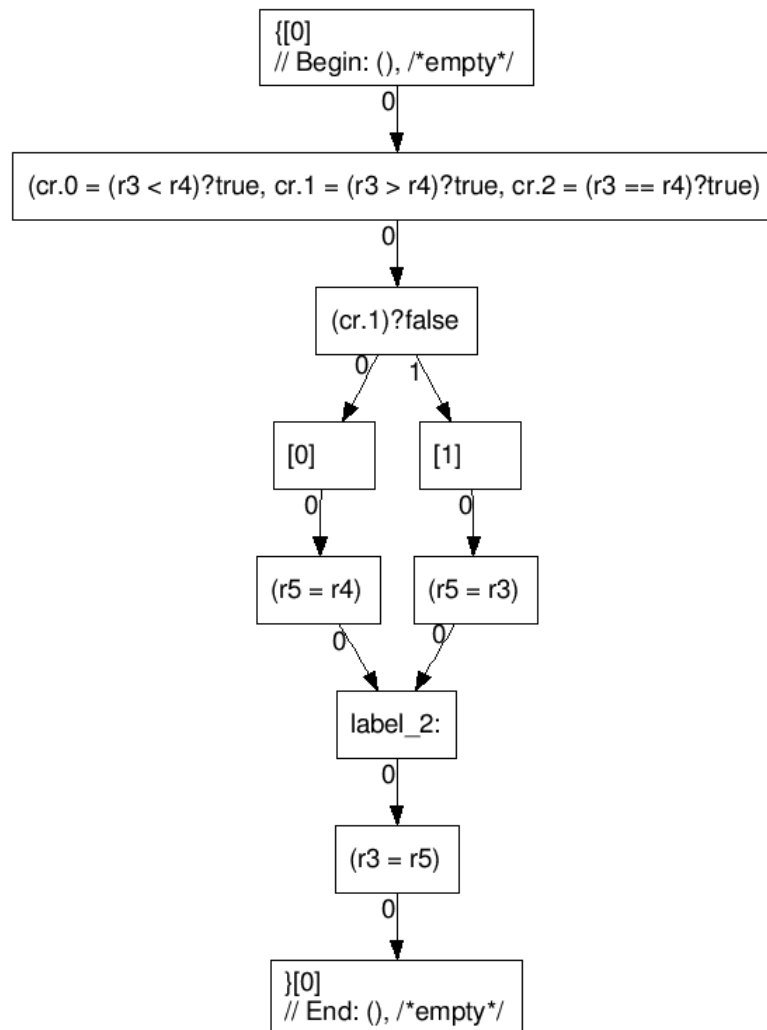 {[0]
// Begin: (), /*empty*/
0
(cr.0 = (r3 < r4)?true, cr.1 = (r3 > r4)?true, cr.2 = (r3 == r4)?true)
0
(cr.1)?false
0 1
[0] [1]
0 0
(r5 = r4) (r5 = r3)
0 0
label_2:
0
(r3 = r5)
0
}[0]
// End: (), /*empty*/